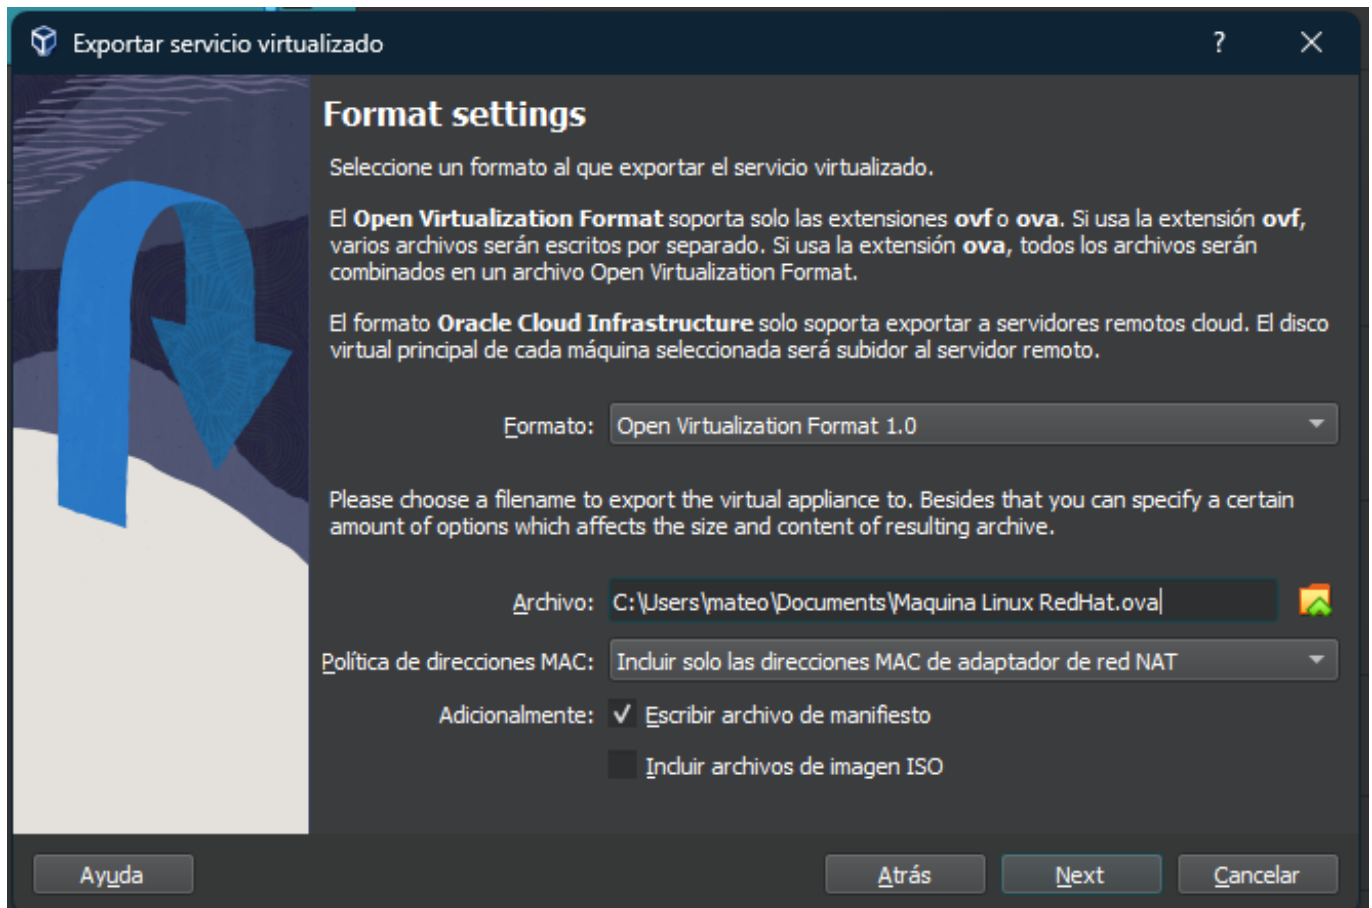 Exportar servicio virtualizado
?
Format settings
Seleccione un formato al que exportar el servicio virtualizado.
El Open Virtualization Format soporta solo las extensiones ovf o ova. Si usa la extensión ovf,
varios archivos serán escritos por separado. Si usa la extensión ova, todos los archivos serán
combinados en un archivo Open Virtualization Format.
El formato Oracle Cloud Infrastructure solo soporta exportar a servidores remotos cloud. El disco
virtual principal de cada máquina seleccionada será subidor al servidor remoto.
Formato: Open Virtualization Format 1.0
Please choose a filename to export the virtual appliance to. Besides that you can specify a certain
amount of options which affects the size and content of resulting archive.
Archivo: C:\Users\mateo\Documents\Maquina Linux RedHat.ova
Política de direcciones MAC: Incluir solo las direcciones MAC de adaptador de red NAT
Adicionalmente: Escribir archivo de manifiesto
Incluir archivos de imagen ISO
Ayuda Atrás Next Cancelar